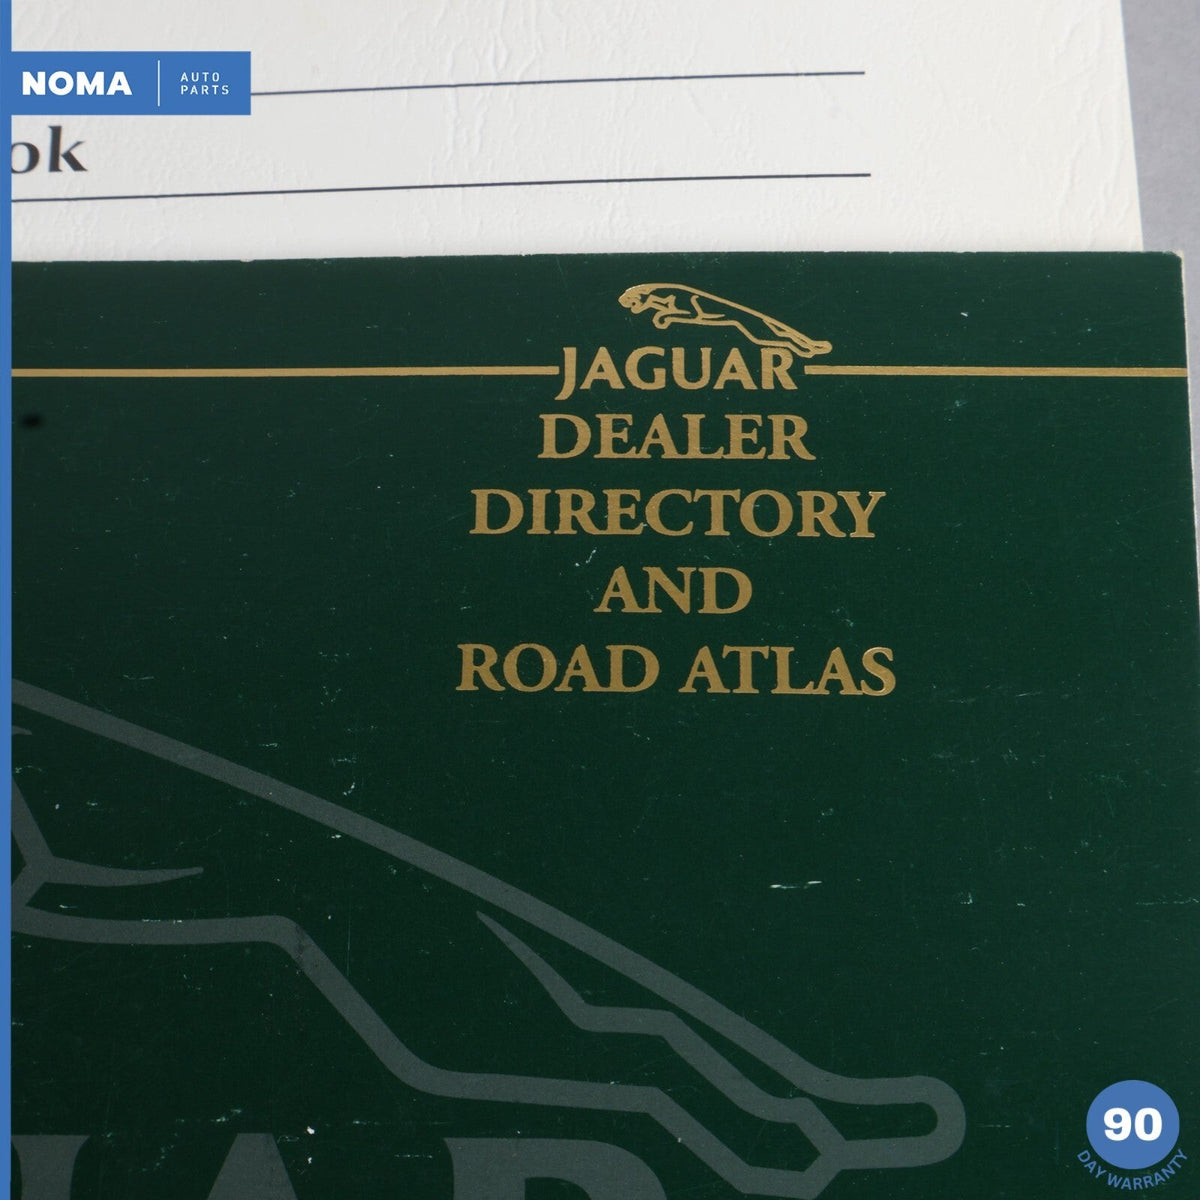 NOMA
AUTO
PARTS
ok
JAGUAR
DEALER
DIRECTORY
AND
ROAD ATLAS
90
DAY WARRANTY